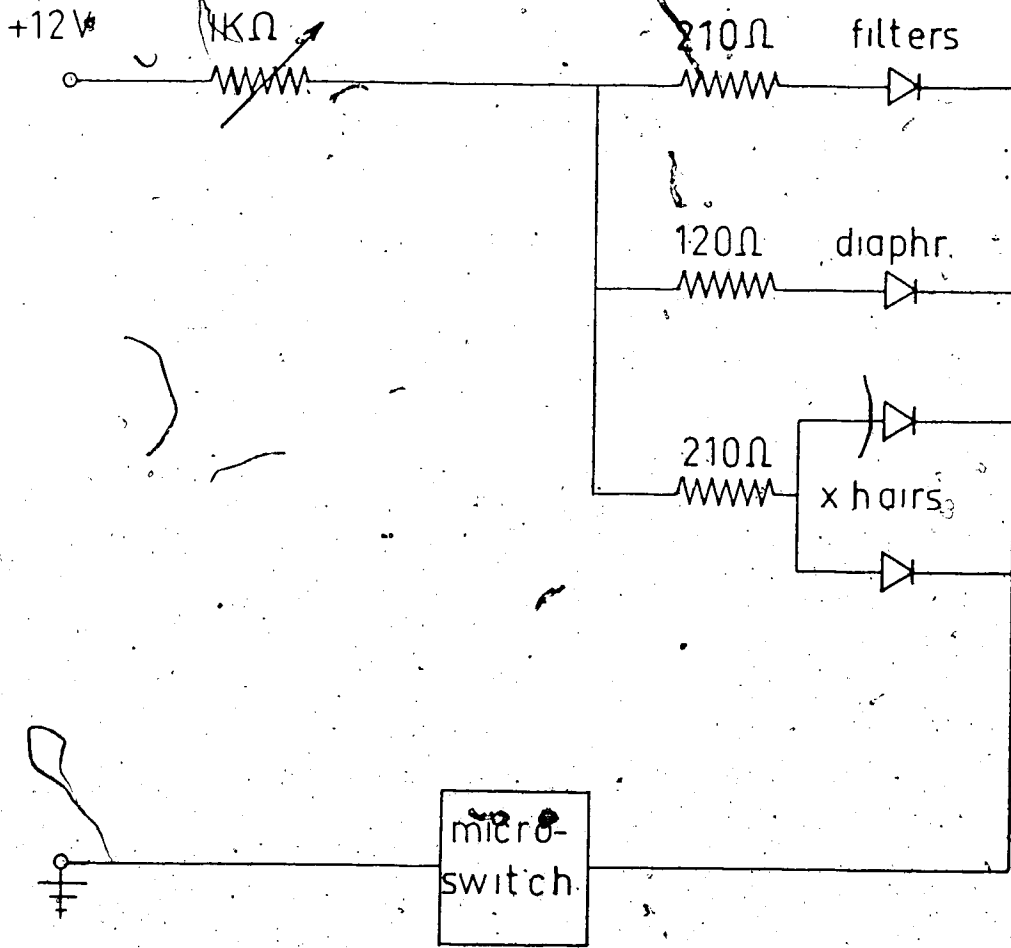 +12V
1KΩ
210Ω
filters
120Ω
diaphr.
210Ω
x hairs
micro-
switch